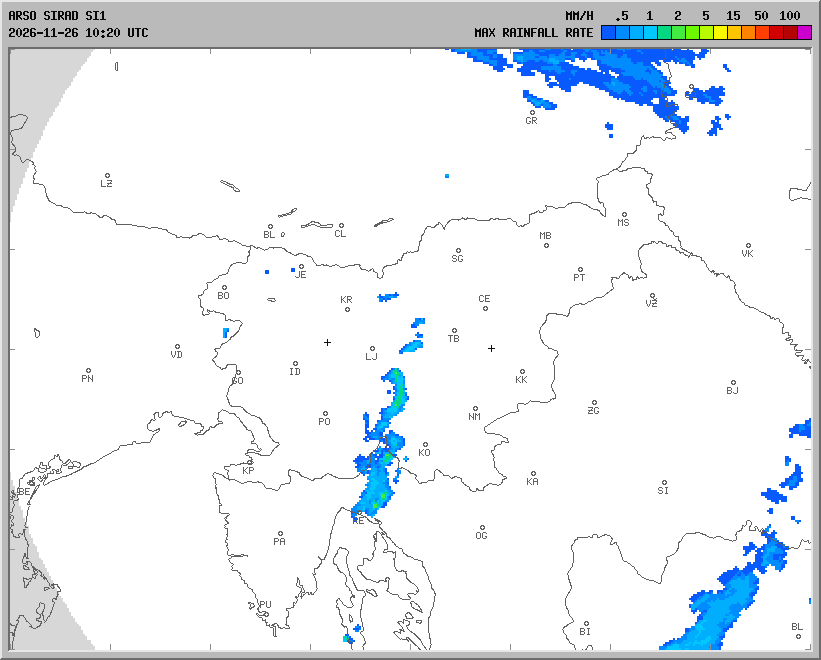 ARSO SIRAD SI1
2026-11-26 10:20 UTC
MM/H .5 1 2 5 15 50 100
MAX RAINFALL RATE
GR
LZ
MS
BL
CL
MB
VK
SG
JE
PT
BO
KR
CE
VZ
TB
VD
LJ
ID
PN
GO
KK
BJ
NM
ZG
PO
KO
KP
KA
SI
BE
RE
OG
PA
PU
BI
BL